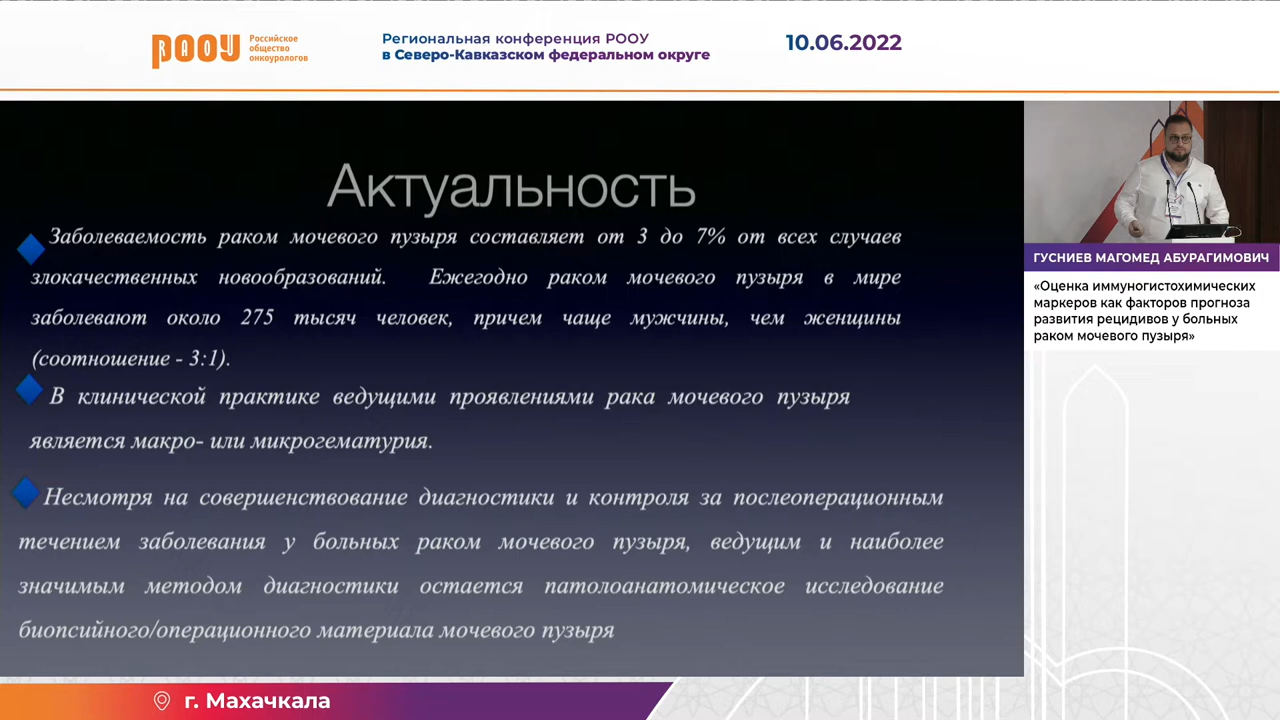 РООУ
RAOU
Российское
общество
онкоурологов
Региональная конференция РООУ
в Северо-Кавказском федеральном округе
10.06.2022
Актуальность
Заболеваемость раком мочевого пузыря составляет от 3 до 7% от всех случаев
злокачественных новообразований. Ежегодно раком мочевого пузыря в мире
заболевают около 275 тысяч человек, причем чаще мужчины, чем женщины
(соотношение - 3:1).
В клинической практике ведущими проявлениями рака мочевого пузыря
является макро- или микрогематурия.
Несмотря на совершенствование диагностики и контроля за послеоперационным
течением заболевания у больных раком мочевого пузыря, ведущим и наиболее
значимым методом диагностики остается патолоанатомическое исследование
биопсийного/операционного материала мочевого пузыря
ГУСНИЕВ МАГОМЕД АБУРАГИМОВИЧ
«Оценка иммуногистохимических
маркеров как факторов прогноза
развития рецидивов у больных
раком мочевого пузыря»
г. Махачкала